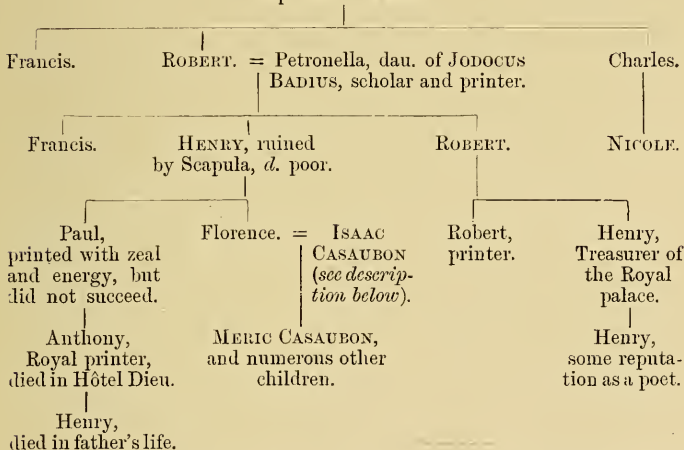 Francis.
ROBERT. = Petronella, dau. of JODOCUS
BADIUS, scholar and printer.
Charles.
Francis.
HENRY, ruined
by Scapula, d. poor.
ROBERT.
NICOLE.
Paul,
printed with zeal
and energy, but
did not succeed.
Florence. = ISAAC
CASAUBON
(see descrip-
tion below).
Robert,
printer.
Henry,
Treasurer of
the Royal
palace.
Anthony,
Royal printer,
died in Hôtel Dieu.
MERIC CASAUBON,
and numerous other
children.
Henry,
some reputa-
tion as a poet.
Henry,
died in father's life.